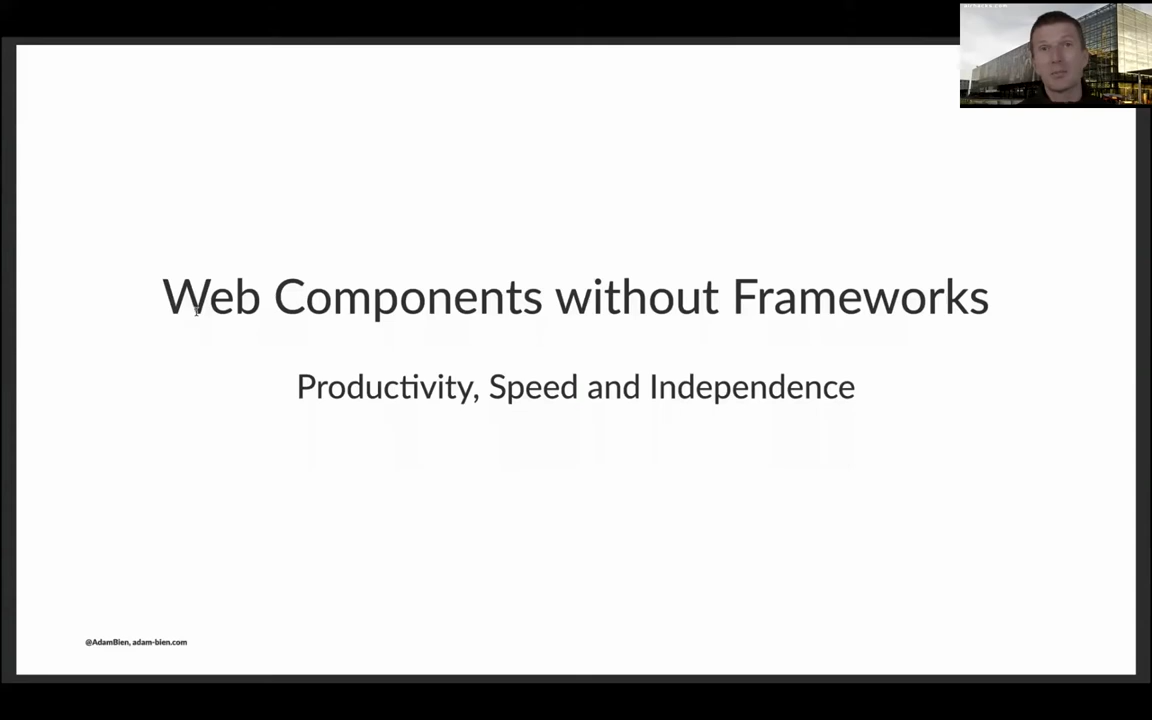 Web Components without Frameworks
Productivity, Speed and Independence
@AdamBien, adam-bien.com